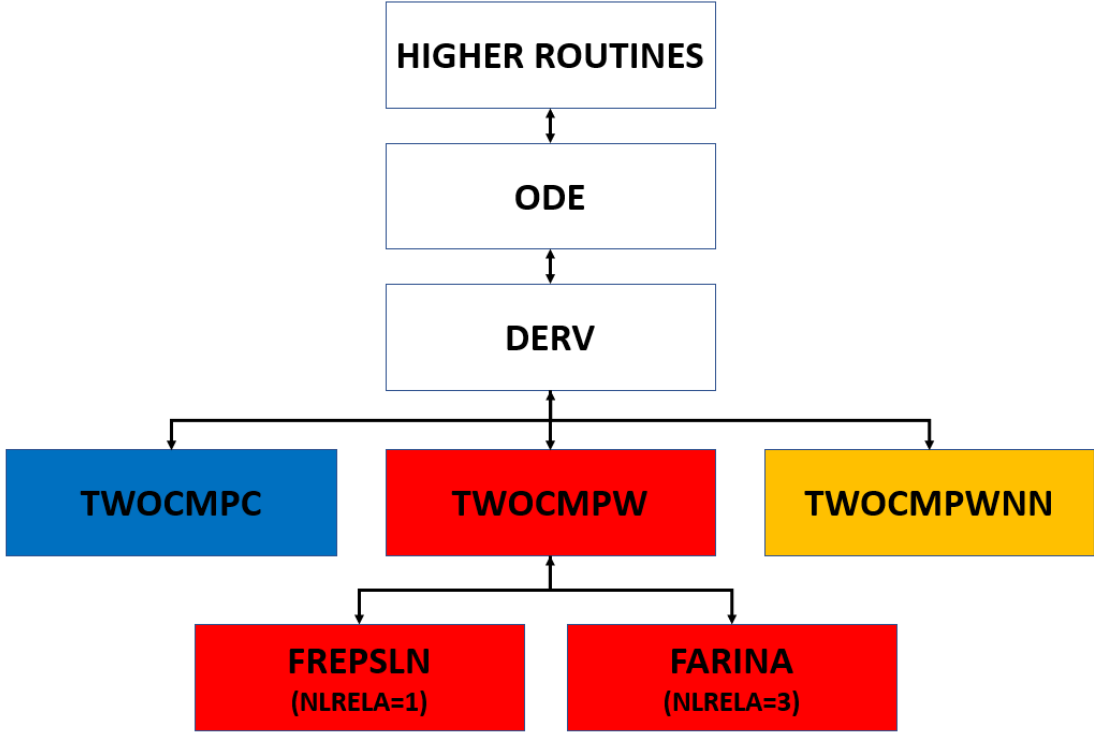 HIGHER ROUTINES
ODE
DERV
TWOCMPC
TWOCMPW
TWOCMPWNN
FREPSLN
(NLRELA=1)
FARINA
(NLRELA=3)